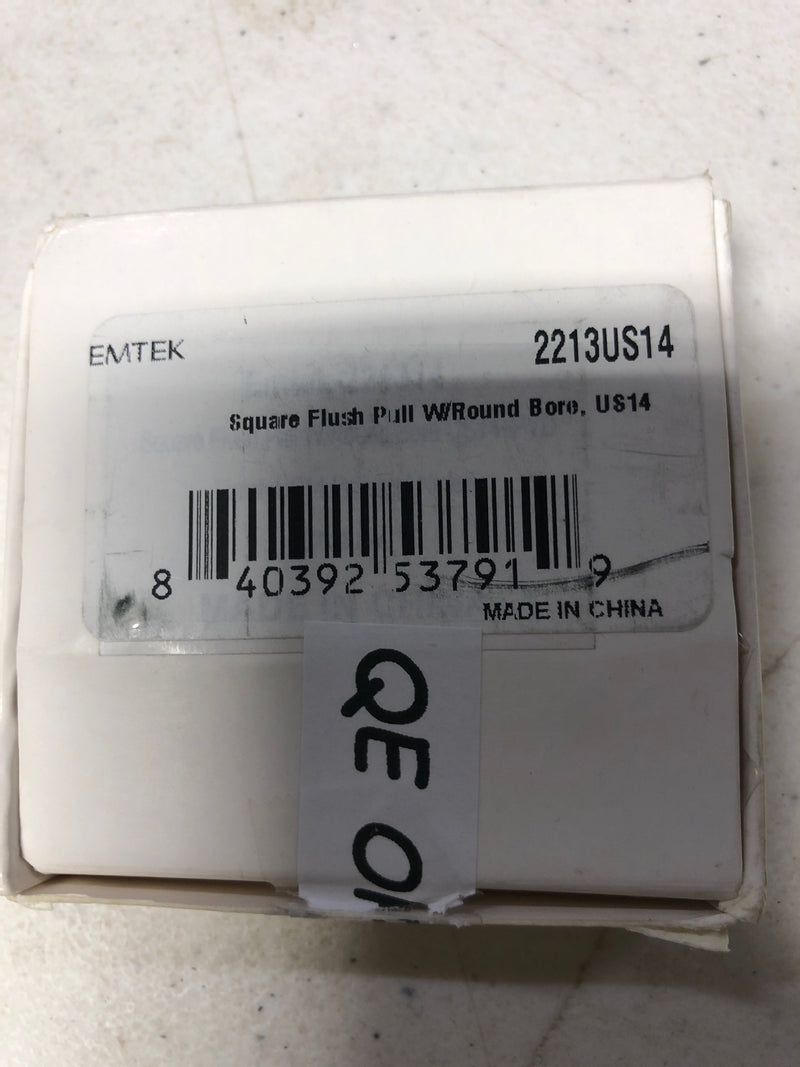 EMTEK 2213US14
Square Flush Pull W/Round Bore, US14
8 40392 53791 9
MADE IN CHINA
QE